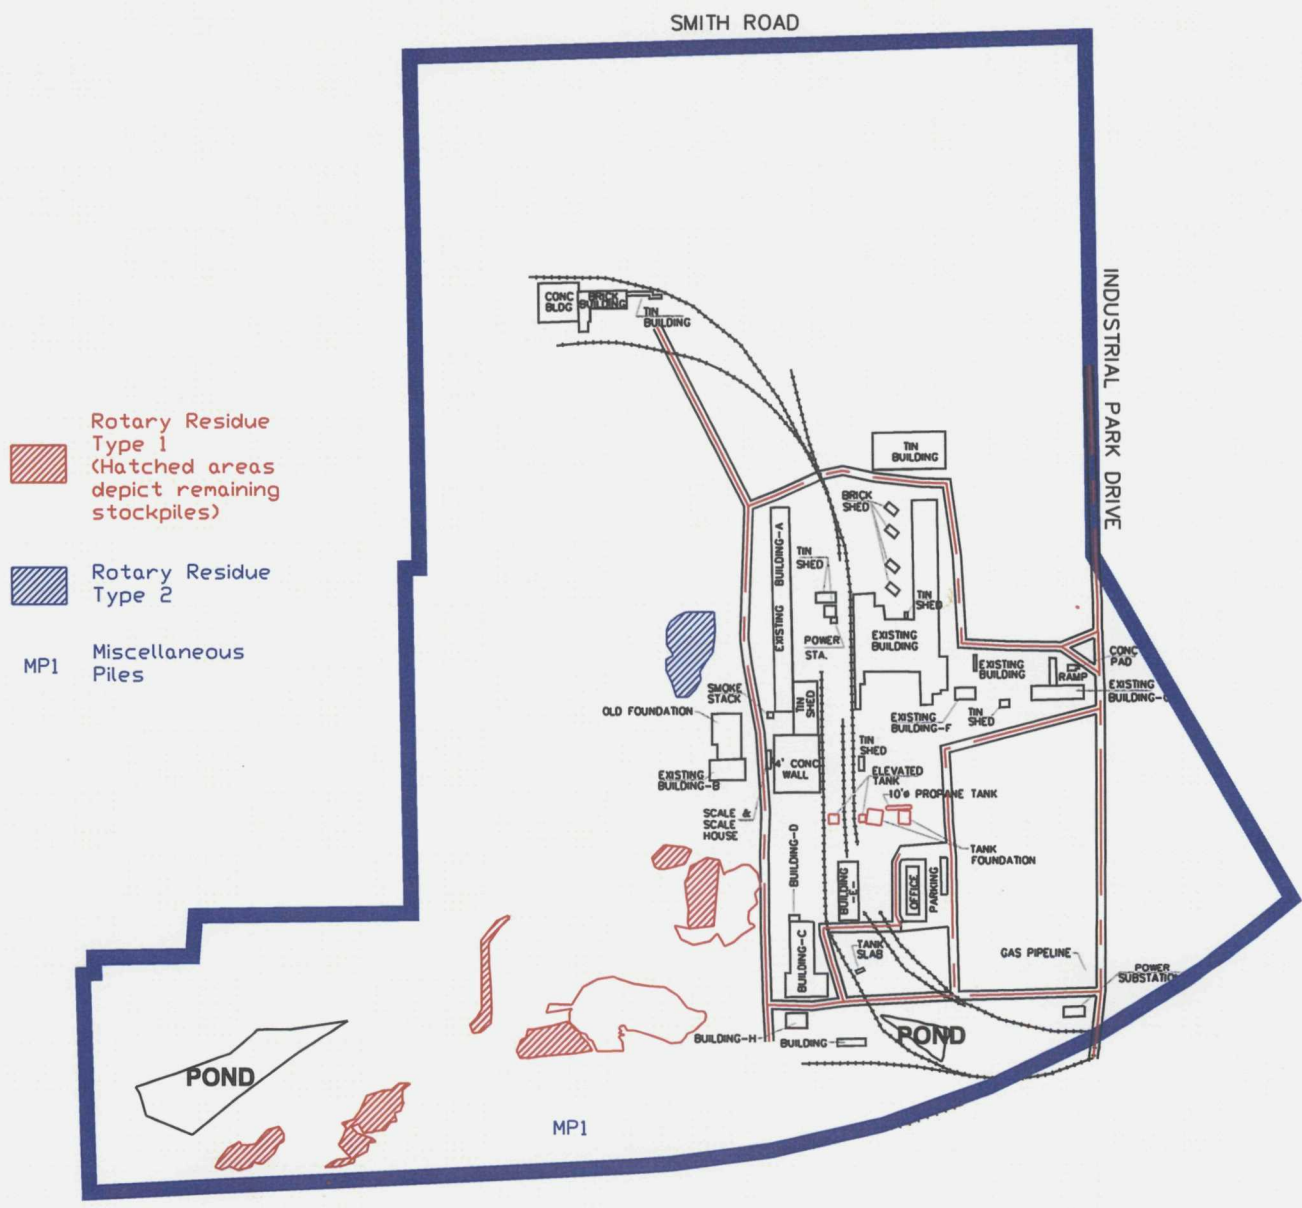 SMITH ROAD
INDUSTRIAL PARK DRIVE
CONC
BLDG
BRICK
BUILDING
TIN
BUILDING
Rotary Residue
Type 1
(Hatched areas
depict remaining
stockpiles)
Rotary Residue
Type 2
MP1
Miscellaneous
Piles
TIN
BUILDING
BRICK
SHED
EXISTING BUILDING-A
TIN
SHED
TIN
SHED
POWER
STA.
EXISTING
BUILDING
EXISTING
BUILDING
CONC
PAD
RAMP
EXISTING
SMOKE
STACK
TIN
SHED
OLD FOUNDATION
EXISTING
BUILDING-F
TIN
SHED
TIN
SHED
EXISTING
BUILDING-B
4' CONC
WALL
ELEVATED
TANK
10'ø PROPANE TANK
SCALE &
SCALE
HOUSE
TANK
FOUNDATION
BUILDING-D
BUILDING
-E-
OFFICE
PARKING
BUILDING-C
TANK
SLAB
GAS PIPELINE
POWER
BUILDING-H
BUILDING
POND
POND
MP1